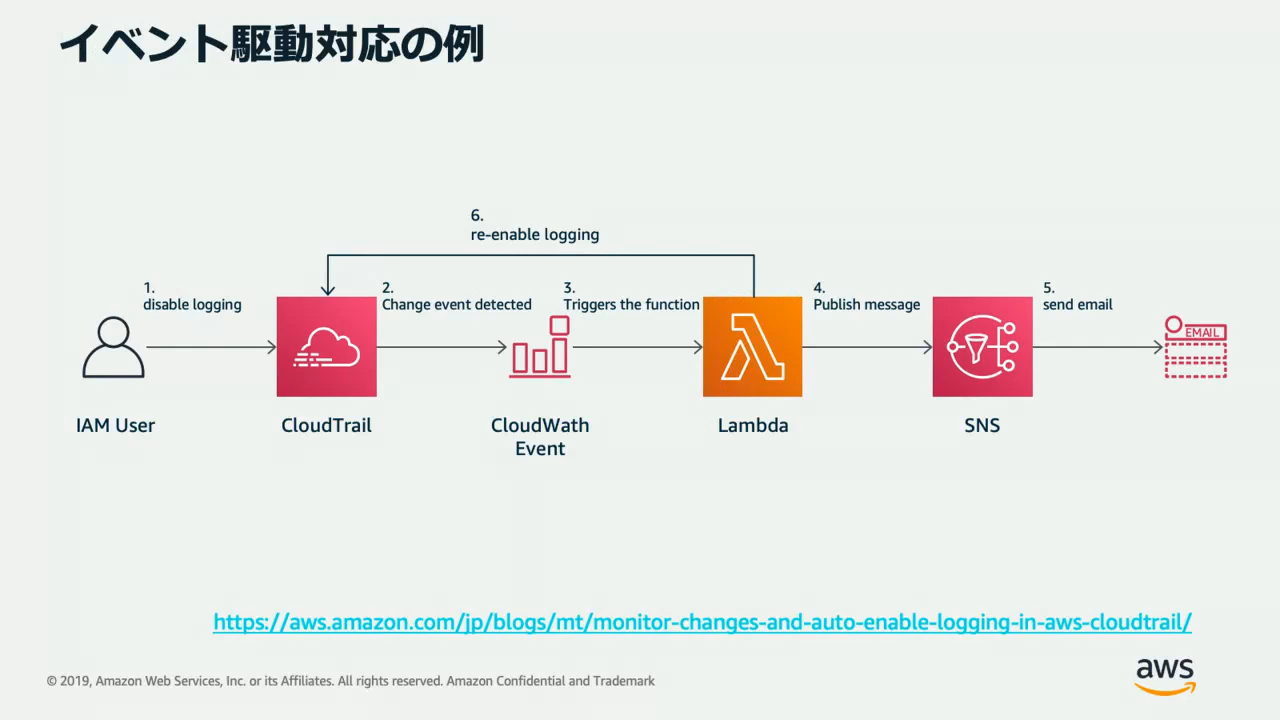 イベント駆動対応の例
6.
re-enable logging
1.
disable logging
2.
Change event detected
3.
Triggers the function
4.
Publish message
5.
send email
EMAIL
IAM User
CloudTrail
CloudWath
Event
Lambda
SNS
https://aws.amazon.com/jp/blogs/mt/monitor-changes-and-auto-enable-logging-in-aws-cloudtrail/
© 2019, Amazon Web Services, Inc. or its Affiliates. All rights reserved. Amazon Confidential and Trademark
aws